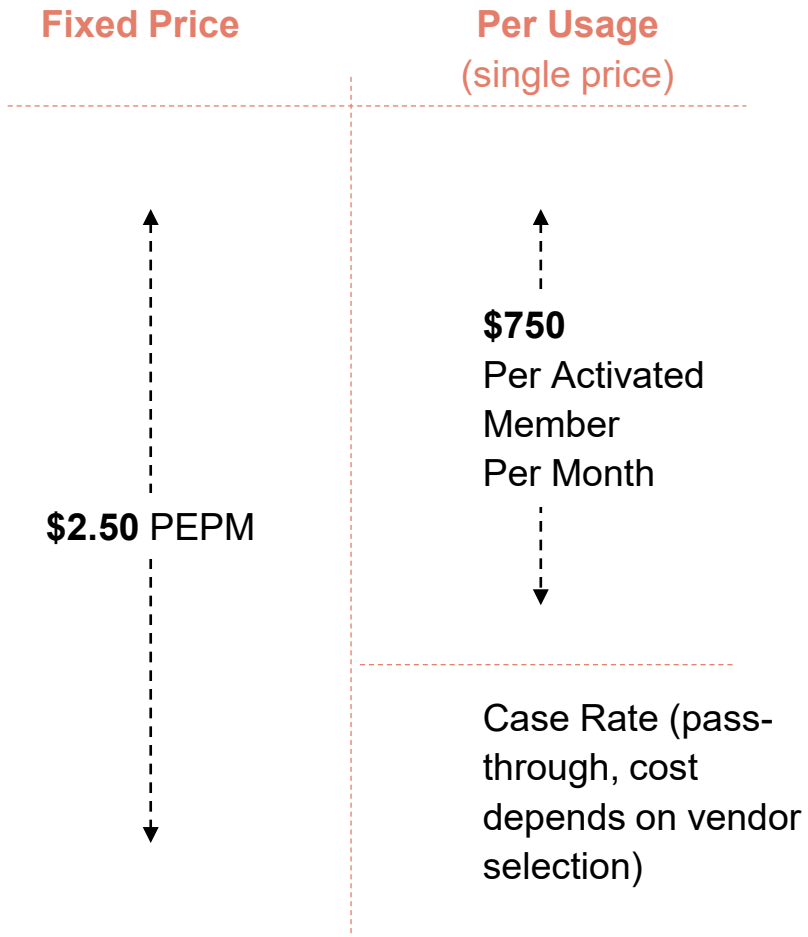 Fixed Price
Per Usage
(single price)
$2.50 PEPM
$750
Per Activated
Member
Per Month
Case Rate (pass-
through, cost
depends on vendor
selection)